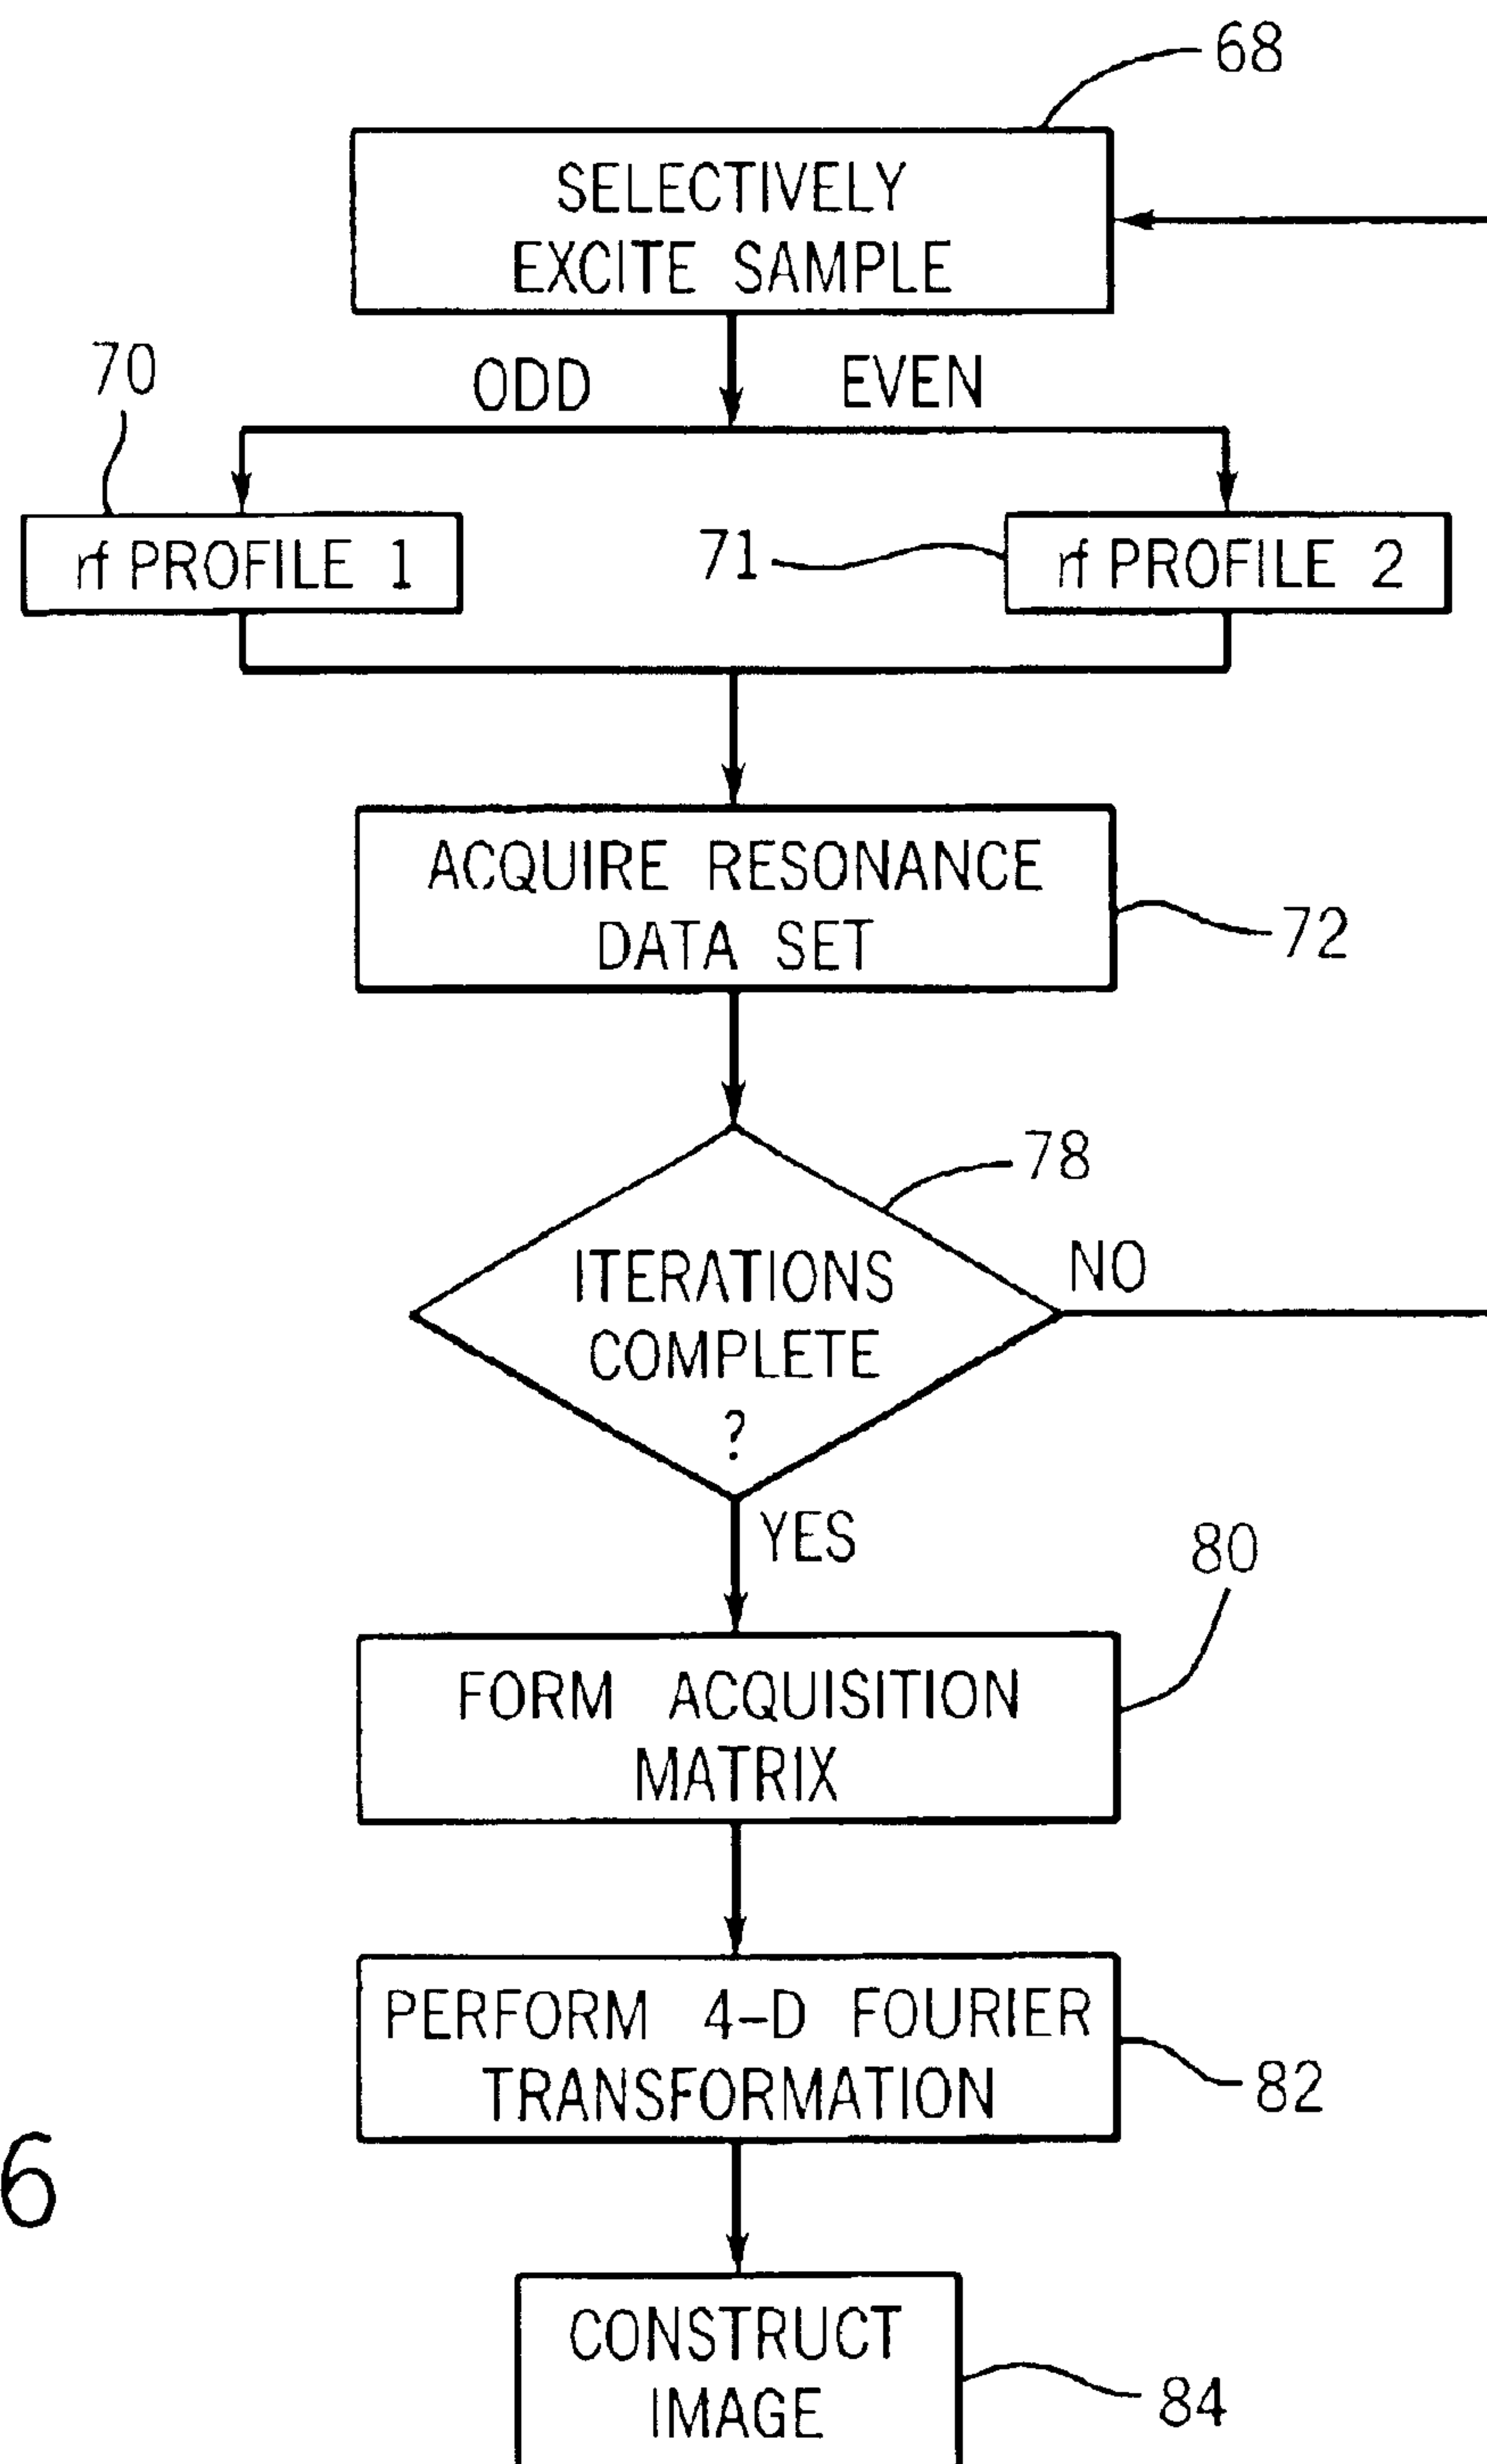 68
SELECTIVELY
EXCITE SAMPLE
ODD
EVEN
70
rf PROFILE 1
71
rf PROFILE 2
ACQUIRE RESONANCE
DATA SET
72
78
ITERATIONS
COMPLETE
?
NO
YES
80
FORM ACQUISITION
MATRIX
PERFORM 4-D FOURIER
TRANSFORMATION
82
6
CONSTRUCT
IMAGE
84